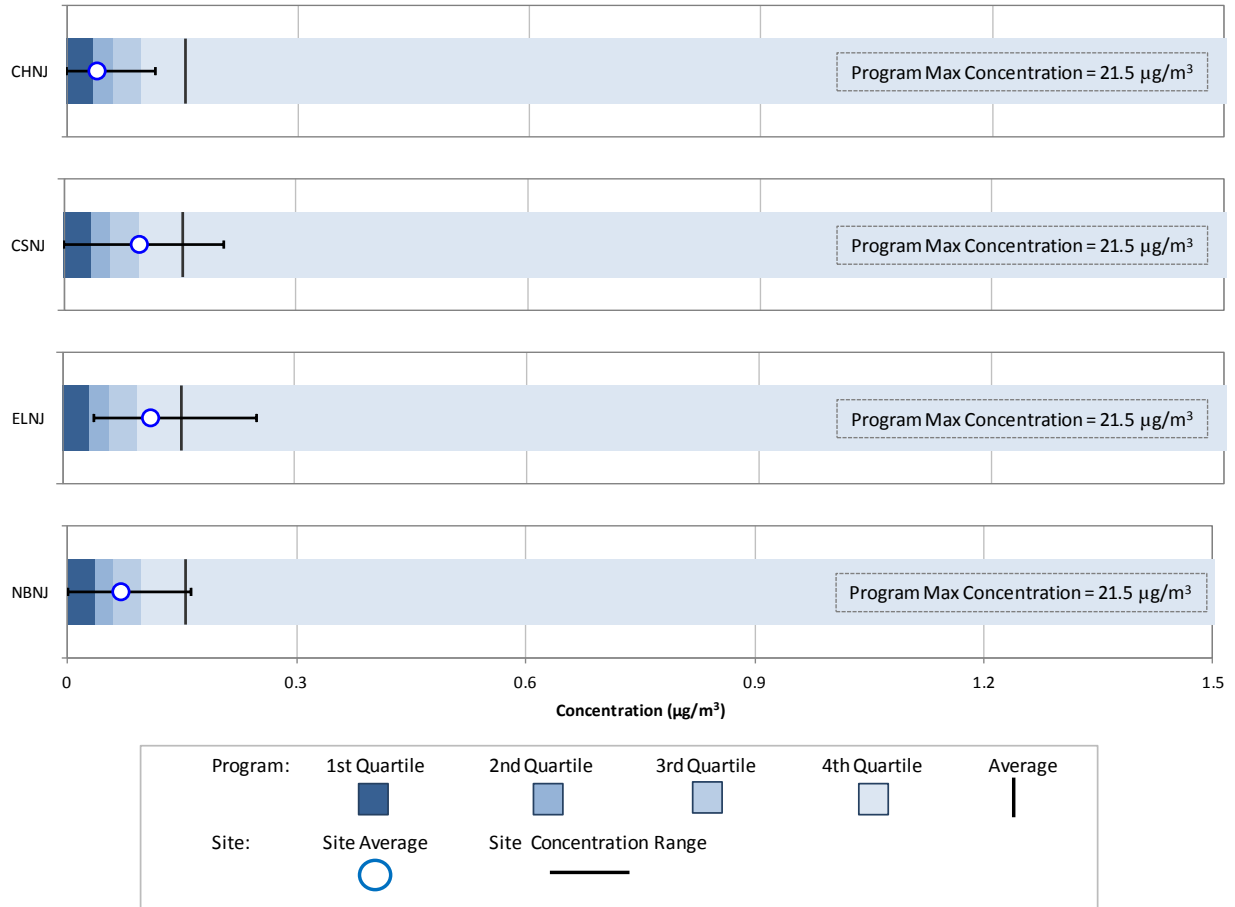 CHNJ
Program Max Concentration = 21.5 µg/m³
CSNJ
Program Max Concentration = 21.5 µg/m³
ELNJ
Program Max Concentration = 21.5 µg/m³
NBNJ
Program Max Concentration = 21.5 µg/m³
0 0.3 0.6 0.9 1.2 1.5
Concentration (µg/m³)
Program: 1st Quartile 2nd Quartile 3rd Quartile 4th Quartile Average
Site: Site Average Site Concentration Range